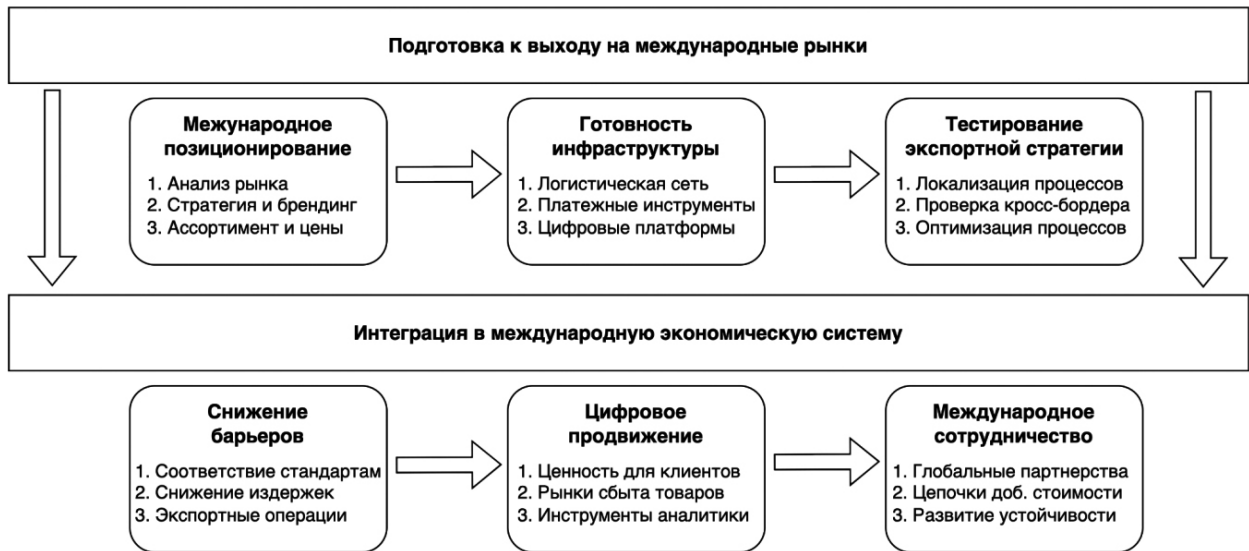 Подготовка к выходу на международные рынки
Межународное
позиционирование
1. Анализ рынка
2. Стратегия и брендинг
3. Ассортимент и цены
Готовность
инфраструктуры
1. Логистическая сеть
2. Платежные инструменты
3. Цифровые платформы
Тестирование
экспортной стратегии
1. Локализация процессов
2. Проверка кросс-бордера
3. Оптимизация процессов
Интеграция в международную экономическую систему
Снижение
барьеров
1. Соответствие стандартам
2. Снижение издержек
3. Экспортные операции
Цифровое
продвижение
1. Ценность для клиентов
2. Рынки сбыта товаров
3. Инструменты аналитики
Международное
сотрудничество
1. Глобальные партнерства
2. Цепочки доб. стоимости
3. Развитие устойчивости